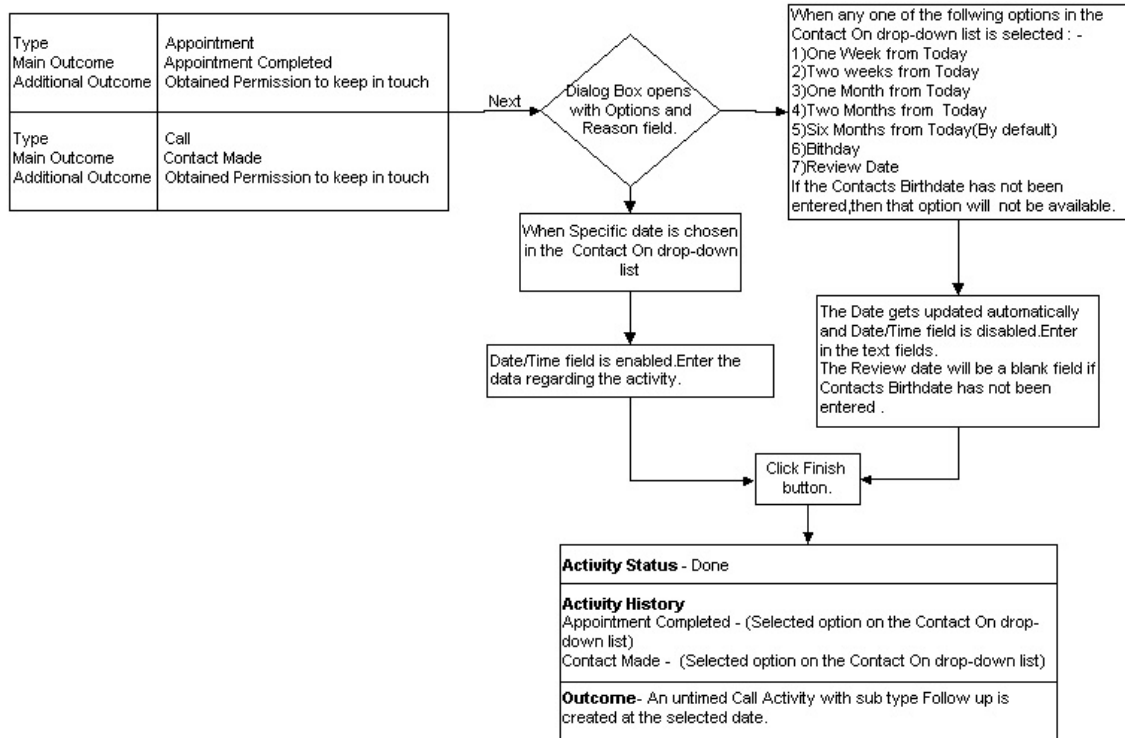 Type Appointment
Main Outcome Appointment Completed
Additional Outcome Obtained Permission to keep in touch
Type Call
Main Outcome Contact Made
Additional Outcome Obtained Permission to keep in touch
Next
Dialog Box opens
with Options and
Reason field.
When any one of the follwing options in the
Contact On drop-down list is selected : -
1)One Week from Today
2)Two weeks from Today
3)One Month from Today
4)Two Months from Today
5)Six Months from Today(By default)
6)Bithday
7)Review Date
If the Contacts Birthdate has not been
entered,then that option will not be available.
When Specific date is chosen
in the Contact On drop-down
list
Date/Time field is enabled.Enter the
data regarding the activity.
The Date gets updated automatically
and Date/Time field is disabled.Enter
in the text fields.
The Review date will be a blank field if
Contacts Birthdate has not been
entered .
Click Finish
button.
Activity Status - Done
Activity History
Appointment Completed - (Selected option on the Contact On drop-
down list)
Contact Made - (Selected option on the Contact On drop-down list)
Outcome- An untimed Call Activity with sub type Follow up is
created at the selected date.